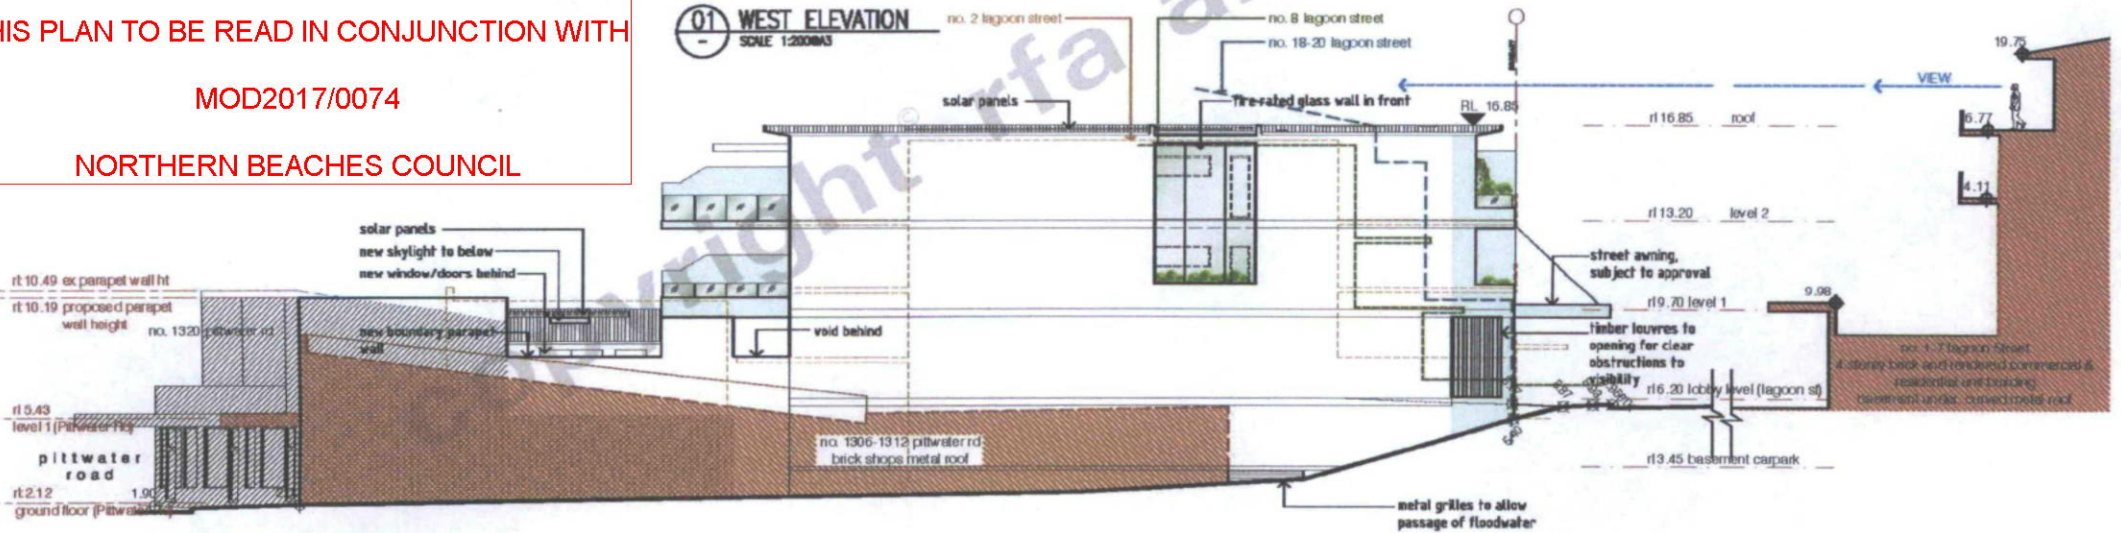 HIS PLAN TO BE READ IN CONJUNCTION WITH
MOD2017/0074
NORTHERN BEACHES COUNCIL
01 WEST ELEVATION
SCALE 1:200@A3
no. 2 lagoon street
no. 8 lagoon street
no. 18-20 lagoon street
solar panels
fire-rated glass wall in front
RL 16.85
VIEW
19.75
rl 16.85 roof
6.77
4.11
rl 13.20 level 2
solar panels
new skylight to below
new window/doors behind
rl:10.49 ex parapet wall ht
rl:10.19 proposed parapet
wall height
no. 1320 pittwater rd
new boundary parapet
wall
void behind
street awning,
subject to approval
rl9.70 level 1
9.98
timber louvres to
opening for clear
obstructions to
visibility
no. 1-7 lagoon Street
4 storey brick and rendered commercial &
residential unit building
basement under. curved metal roof
rl6.20 lobby level (lagoon st)
rl 5.43
level 1 (Pittwater Rd)
no. 1306-1312 pittwater rd
brick shops metal roof
pittwater
road
rl3.45 basement carpark
rl:2.12
1.90
ground floor (Pittwater
metal grilles to allow
passage of floodwater
copyright © rfa a